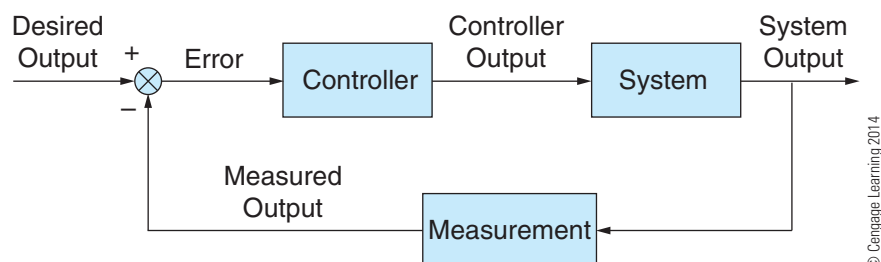 Desired
Output
+
Error
Controller
Controller
Output
System
System
Output
−
Measured
Output
Measurement
© Cengage Learning 2014